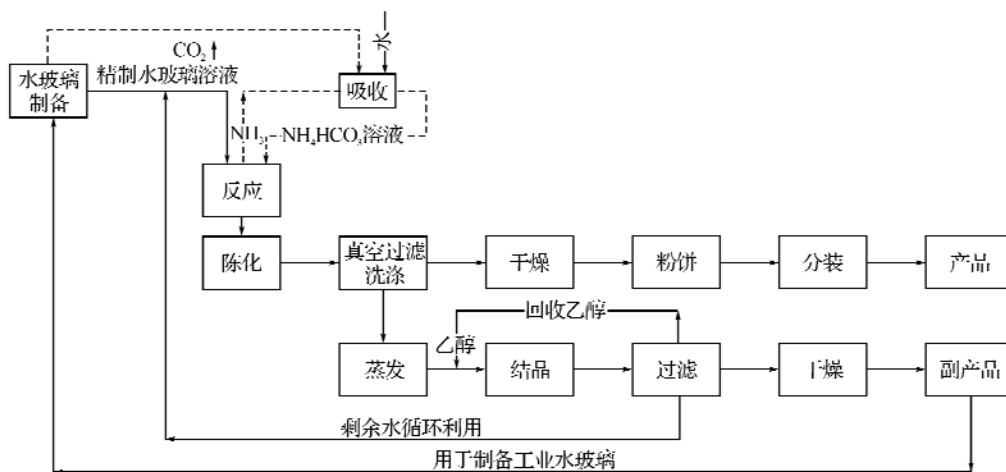 水
CO₂
精制水玻璃溶液
水玻璃
制备
吸收
NH₃
NH₄HCO₃溶液
反应
陈化
真空过滤
洗涤
干燥
粉饼
分装
产品
回收乙醇
乙醇
蒸发
结晶
过滤
干燥
副产品
剩余水循环利用
用于制备工业水玻璃